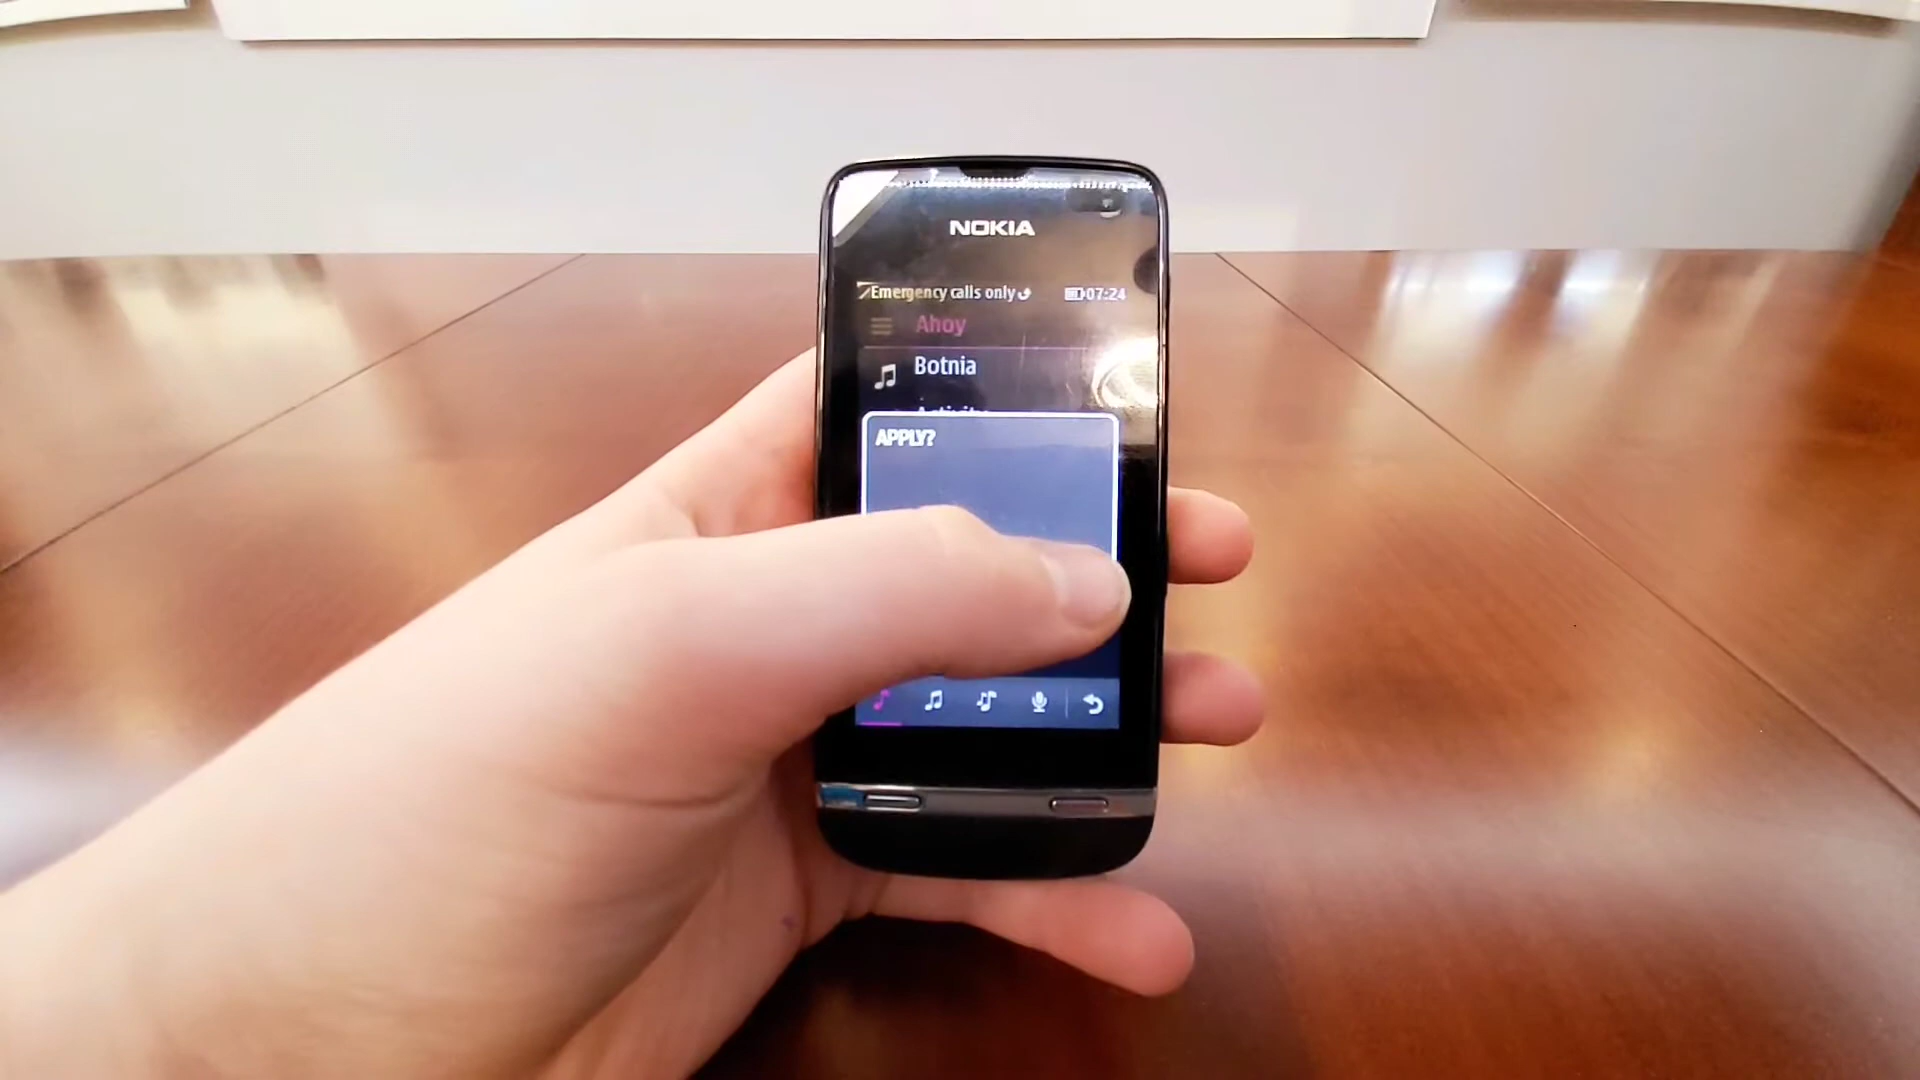 NOKIA
Emergency calls only 07:24
Ahoy
Botnia
APPLY?